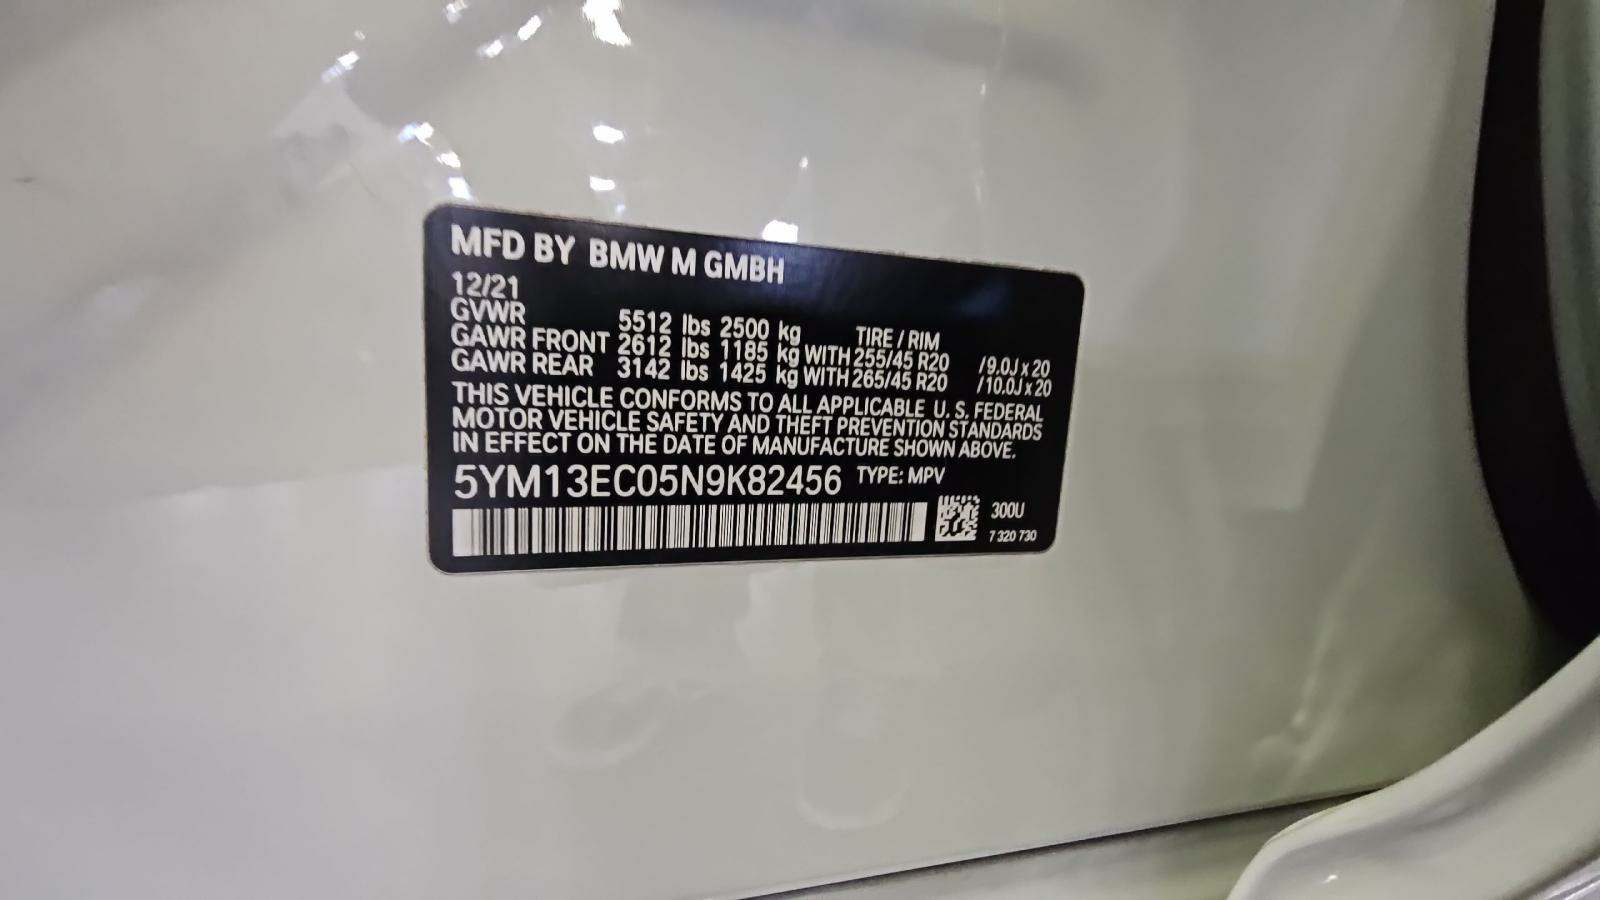 MFD BY BMW M GMBH
12/21
GVWR 5512 lbs 2500 kg TIRE / RIM
GAWR FRONT 2612 lbs 1185 kg WITH 255/45 R20 /9.0J x 20
GAWR REAR 3142 lbs 1425 kg WITH 265/45 R20 /10.0J x 20
THIS VEHICLE CONFORMS TO ALL APPLICABLE U. S. FEDERAL
MOTOR VEHICLE SAFETY AND THEFT PREVENTION STANDARDS
IN EFFECT ON THE DATE OF MANUFACTURE SHOWN ABOVE.
5YM13EC05N9K82456 TYPE: MPV
300U
7 320 730